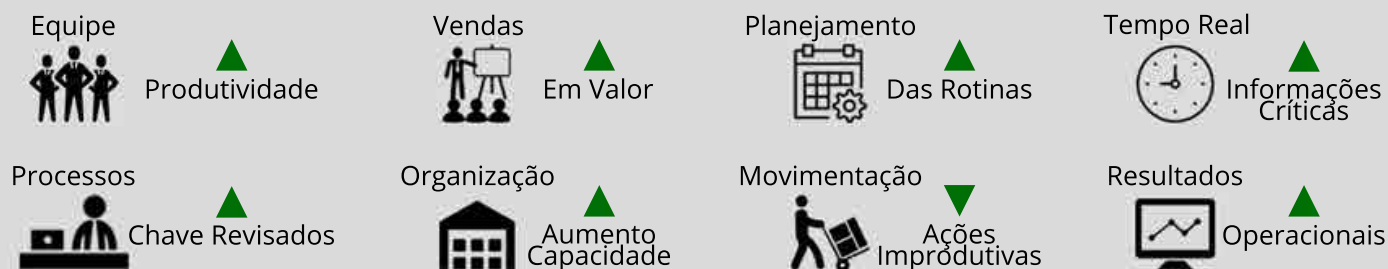 Equipe
Produtividade
Vendas
Em Valor
Planejamento
Das Rotinas
Tempo Real
Informações
Críticas
Processos
Chave Revisados
Organização
Aumento
Capacidade
Movimentação
Ações
Improdutivas
Resultados
Operacionais